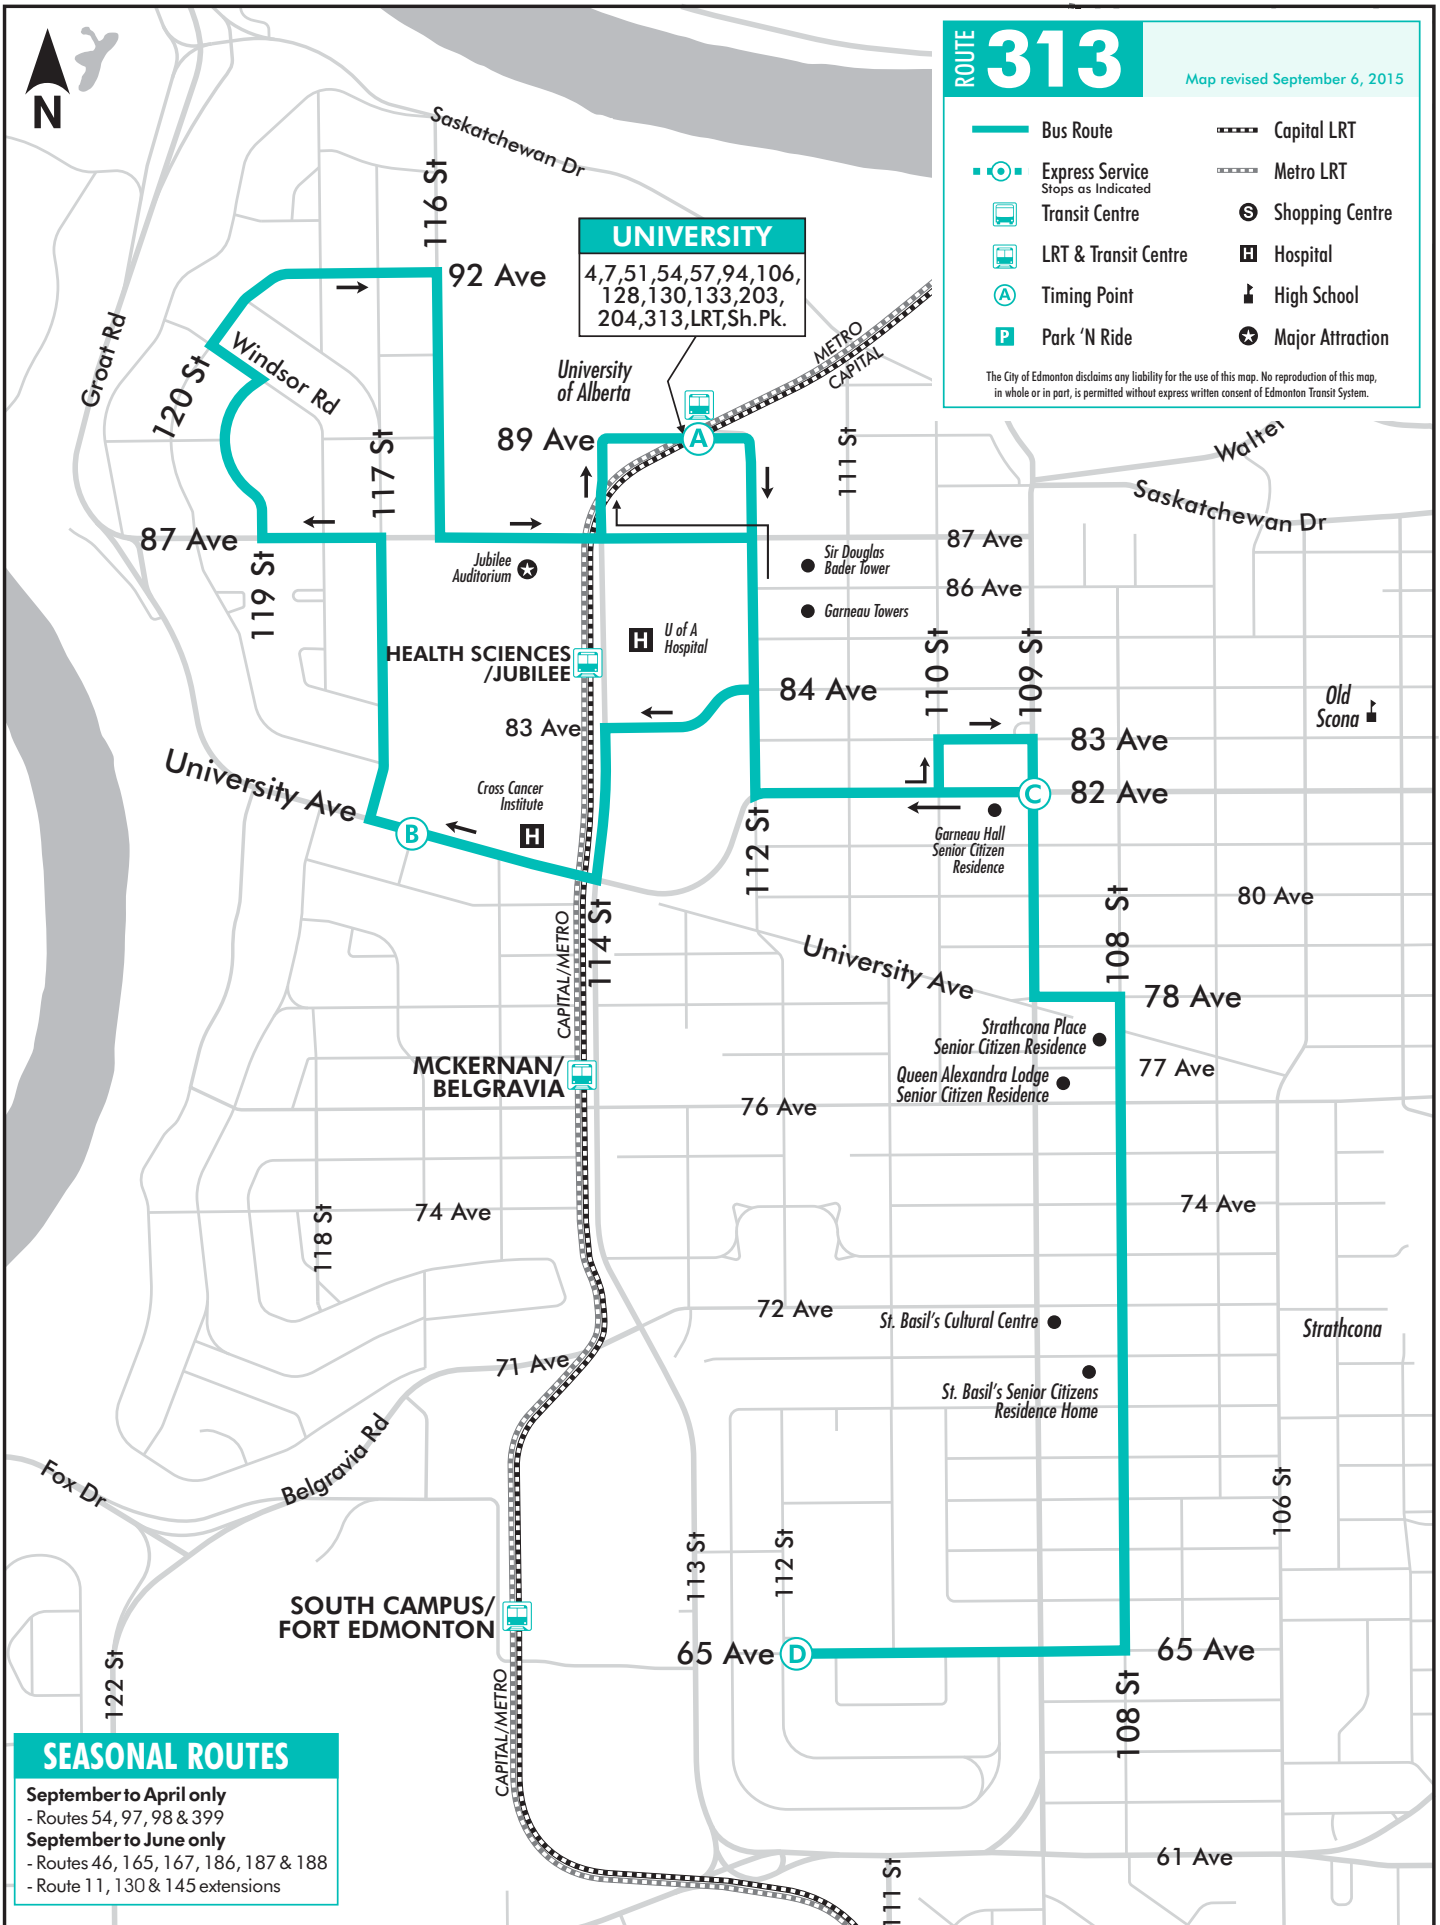 N
ROUTE 313
Map revised September 6, 2015
Bus Route
Capital LRT
Express Service
Stops as Indicated
Metro LRT
Transit Centre
S Shopping Centre
LRT & Transit Centre
H Hospital
A Timing Point
High School
P Park ‘N Ride
Major Attraction
The City of Edmonton disclaims any liability for the use of this map. No reproduction of this map,
in whole or in part, is permitted without express written consent of Edmonton Transit System.
Saskatchewan Dr
116 St
UNIVERSITY
4,7,51,54,57,94,106,
128,130,133,203,
204,313,LRT,Sh.Pk.
92 Ave
Groat Rd
Windsor Rd
120 St
METRO
CAPITAL
University
of Alberta
89 Ave
A
117 St
111 St
Walter
Saskatchewan Dr
87 Ave
87 Ave
119 St
Jubilee
Auditorium
Sir Douglas
Bader Tower
86 Ave
Garneau Towers
H
U of A
Hospital
HEALTH SCIENCES
/JUBILEE
110 St
109 St
84 Ave
Old
Scona
83 Ave
83 Ave
University Ave
Cross Cancer
Institute
H
B
C
82 Ave
112 St
Garneau Hall
Senior Citizen
Residence
80 Ave
108 St
CAPITAL/METRO
114 St
University Ave
78 Ave
Strathcona Place
Senior Citizen Residence
77 Ave
MCKERNAN/
BELGRAVIA
Queen Alexandra Lodge
Senior Citizen Residence
76 Ave
74 Ave
74 Ave
118 St
72 Ave
St. Basil's Cultural Centre
Strathcona
71 Ave
St. Basil's Senior Citizens
Residence Home
Belgravia Rd
Fox Dr
106 St
113 St
112 St
SOUTH CAMPUS/
FORT EDMONTON
65 Ave
D
65 Ave
122 St
CAPITAL/METRO
108 St
SEASONAL ROUTES
September to April only
- Routes 54, 97, 98 & 399
September to June only
- Routes 46, 165, 167, 186, 187 & 188
- Route 11, 130 & 145 extensions
61 Ave
111 St